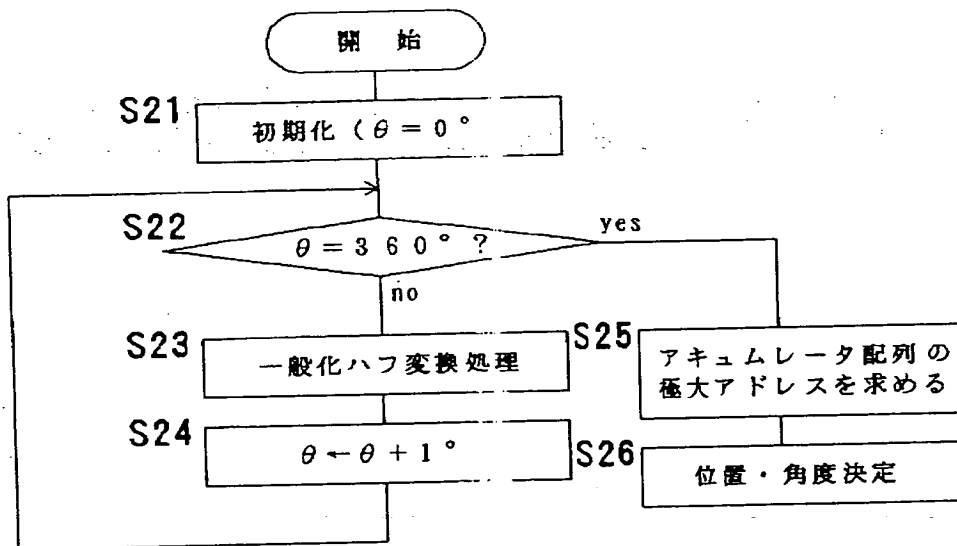 開始
S21
初期化（θ＝0°
S22
θ＝360°？
yes
no
S23
一般化ハフ変換処理
S24
θ←θ＋1°
S25
アキュムレータ配列の
極大アドレスを求める
S26
位置・角度決定